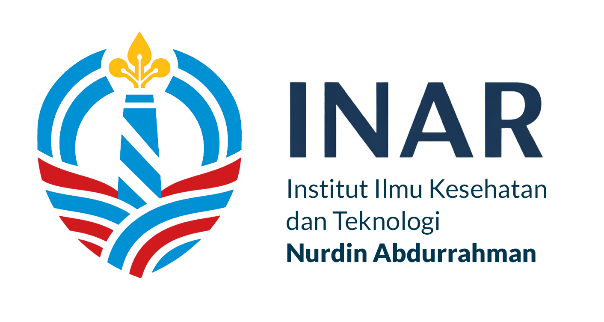 INAR
Institut Ilmu Kesehatan
dan Teknologi
Nurdin Abdurrahman